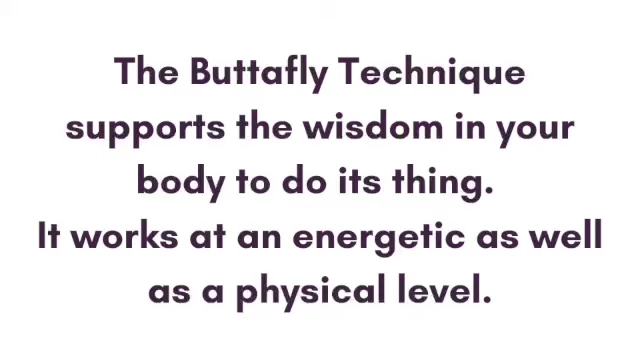 The Buttafly Technique
supports the wisdom in your
body to do its thing.
It works at an energetic as well
as a physical level.